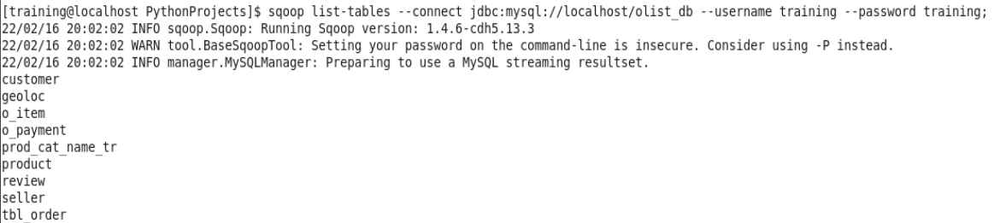 [training@localhost PythonProjects]$ sqoop list-tables --connect jdbc:mysql://localhost/olist_db --username training --password training;
22/02/16 20:02:02 INFO sqoop.Sqoop: Running Sqoop version: 1.4.6-cdh5.13.3
22/02/16 20:02:02 WARN tool.BaseSqoopTool: Setting your password on the command-line is insecure. Consider using -P instead.
22/02/16 20:02:02 INFO manager.MySQLManager: Preparing to use a MySQL streaming resultset.
customer
geoloc
o_item
o_payment
prod_cat_name_tr
product
review
seller
tbl_order